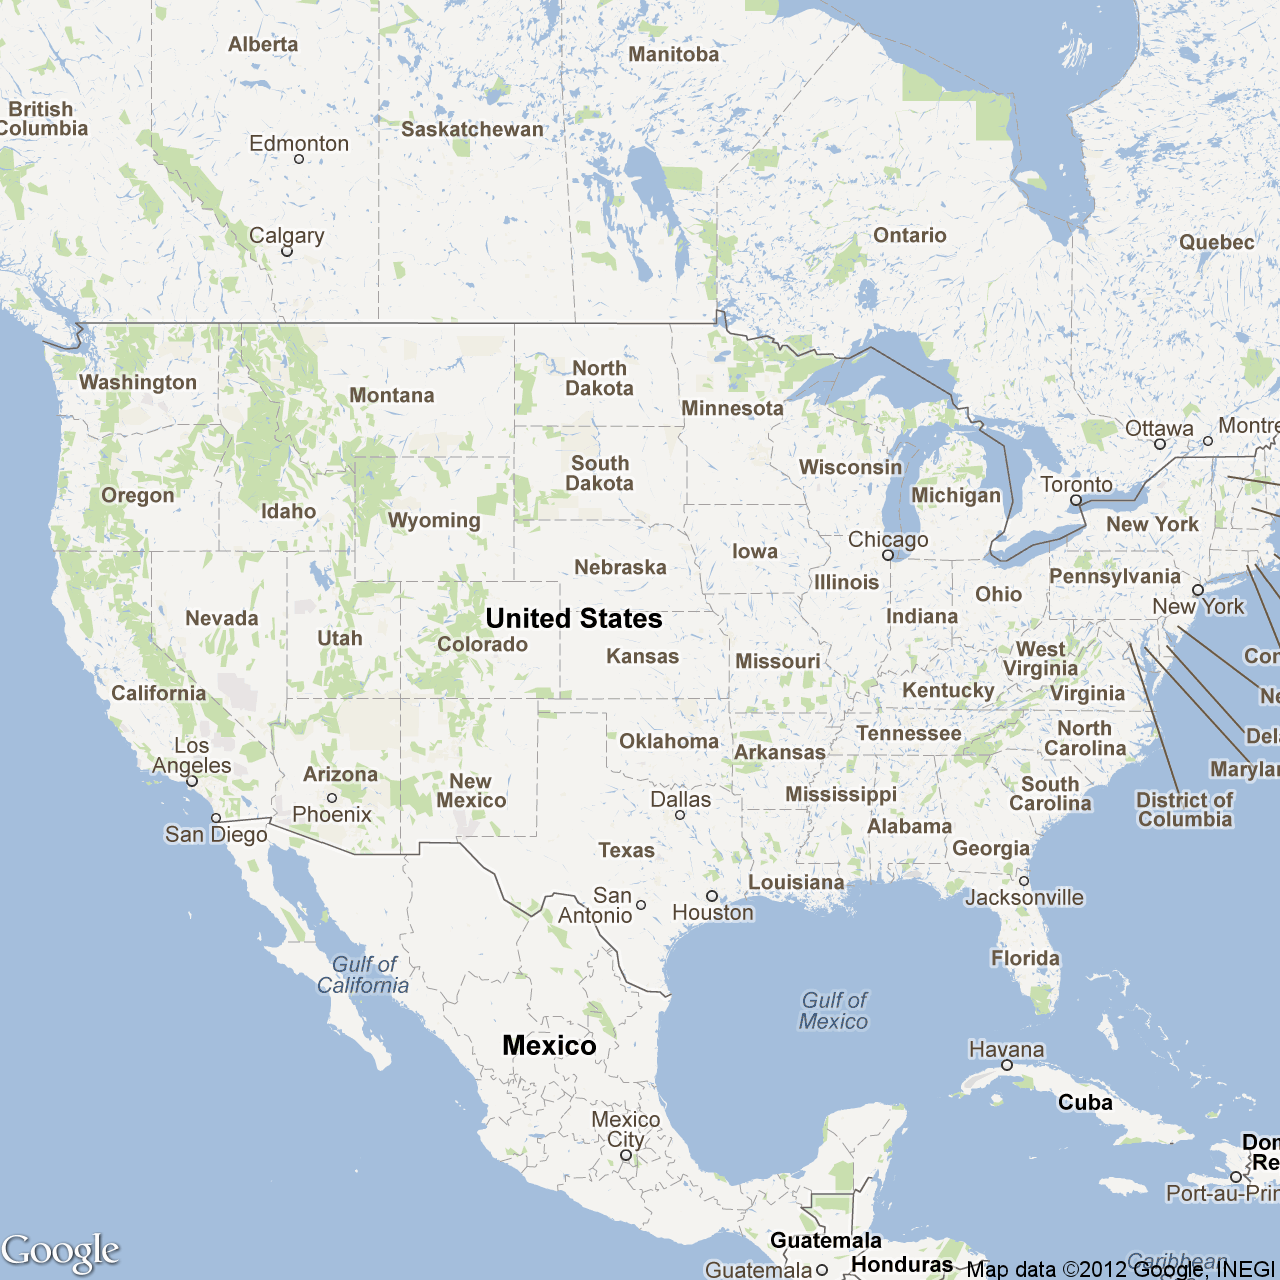 Alberta
Manitoba
British
Columbia
Saskatchewan
Edmonton
Calgary
Ontario
Quebec
Washington
Montana
North
Dakota
Minnesota
Ottawa
Montre
Wisconsin
South
Dakota
Michigan
Toronto
Oregon
Idaho
Wyoming
New York
Chicago
Iowa
Nebraska
Illinois
Ohio
Pennsylvania
New York
Indiana
Nevada
United States
Utah
Colorado
Kansas
Missouri
West
Virginia
Con
Kentucky
Virginia
Ne
California
Los
Angeles
Oklahoma
Arkansas
Tennessee
North
Carolina
Dela
Marylan
Arizona
Phoenix
New
Mexico
Dallas
Mississippi
South
Carolina
District of
Columbia
San Diego
Texas
Alabama
Georgia
Louisiana
San
Antonio
Houston
Jacksonville
Florida
Gulf of
California
Gulf of
Mexico
Mexico
Havana
Cuba
Mexico
City
Dom
Re
Port-au-Prin
Guatemala
Honduras
Guatemala
Caribbean
Google
Map data ©2012 Google, INEGI